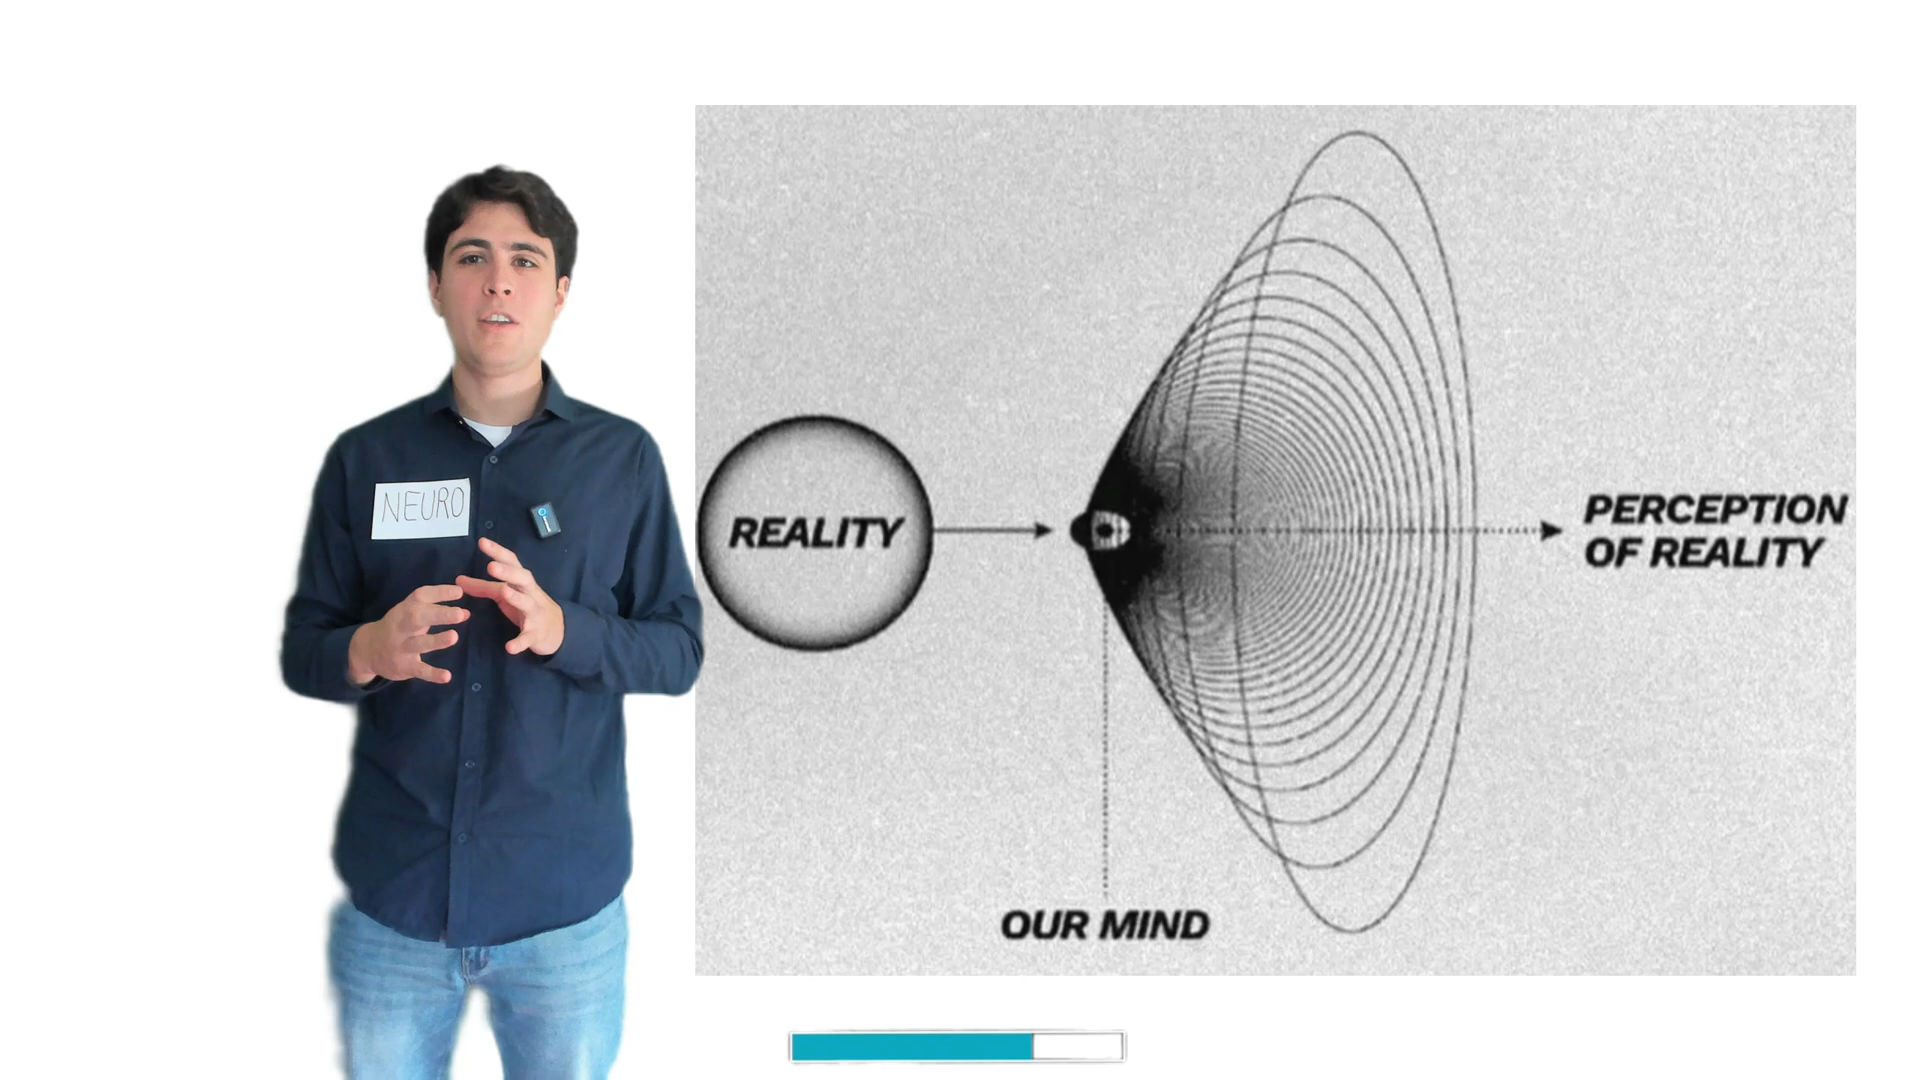 NEURO
REALITY
PERCEPTION
OF REALITY
OUR MIND